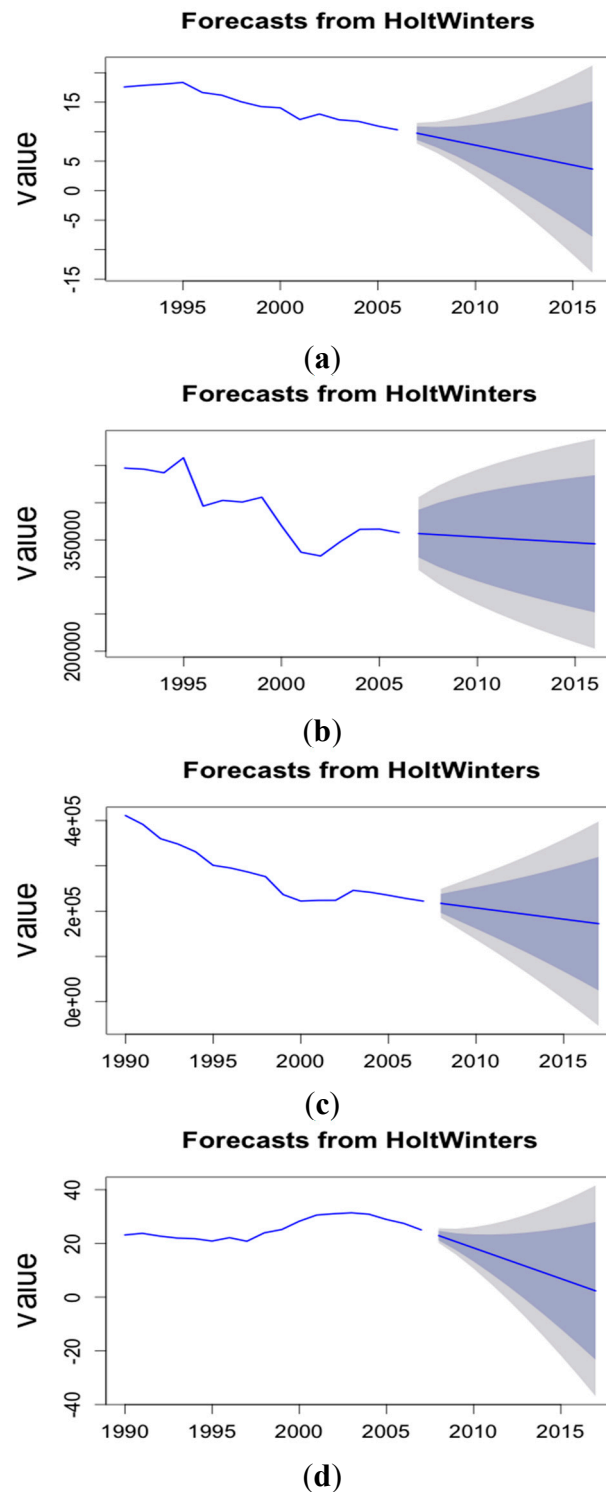 Forecasts from HoltWinters
value
15
5
0
-5
-15
1995 2000 2005 2010 2015
(a)
Forecasts from HoltWinters
value
350000
200000
1995 2000 2005 2010 2015
(b)
Forecasts from HoltWinters
value
4e+05
2e+05
0e+00
1990 1995 2000 2005 2010 2015
(c)
Forecasts from HoltWinters
value
40
20
0
-20
-40
1990 1995 2000 2005 2010 2015
(d)